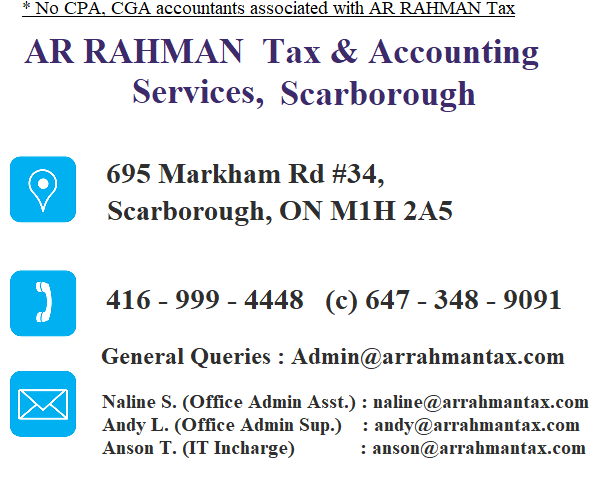 * No CPA, CGA accountants associated with AR RAHMAN Tax
AR RAHMAN Tax & Accounting
Services, Scarborough
695 Markham Rd #34,
Scarborough, ON M1H 2A5
416 - 999 - 4448 (c) 647 - 348 - 9091
General Queries : Admin@arrahmantax.com
Naline S. (Office Admin Asst.) : naline@arrahmantax.com
Andy L. (Office Admin Sup.) : andy@arrahmantax.com
Anson T. (IT Incharge) : anson@arrahmantax.com